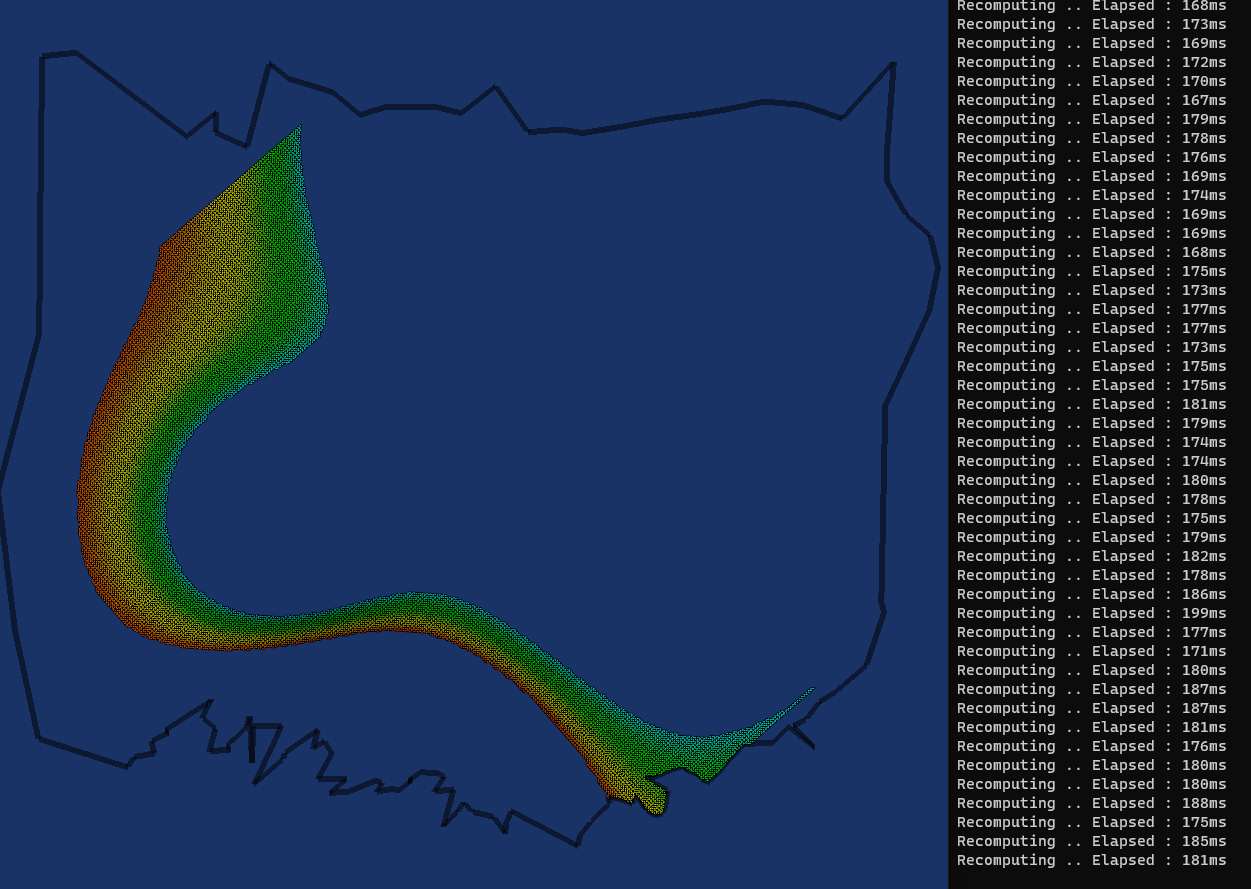 Recomputing .. Elapsed : 168ms
Recomputing .. Elapsed : 173ms
Recomputing .. Elapsed : 169ms
Recomputing .. Elapsed : 172ms
Recomputing .. Elapsed : 170ms
Recomputing .. Elapsed : 167ms
Recomputing .. Elapsed : 179ms
Recomputing .. Elapsed : 178ms
Recomputing .. Elapsed : 176ms
Recomputing .. Elapsed : 169ms
Recomputing .. Elapsed : 174ms
Recomputing .. Elapsed : 169ms
Recomputing .. Elapsed : 169ms
Recomputing .. Elapsed : 168ms
Recomputing .. Elapsed : 175ms
Recomputing .. Elapsed : 173ms
Recomputing .. Elapsed : 177ms
Recomputing .. Elapsed : 177ms
Recomputing .. Elapsed : 173ms
Recomputing .. Elapsed : 175ms
Recomputing .. Elapsed : 175ms
Recomputing .. Elapsed : 181ms
Recomputing .. Elapsed : 179ms
Recomputing .. Elapsed : 174ms
Recomputing .. Elapsed : 174ms
Recomputing .. Elapsed : 180ms
Recomputing .. Elapsed : 178ms
Recomputing .. Elapsed : 175ms
Recomputing .. Elapsed : 179ms
Recomputing .. Elapsed : 182ms
Recomputing .. Elapsed : 178ms
Recomputing .. Elapsed : 186ms
Recomputing .. Elapsed : 199ms
Recomputing .. Elapsed : 177ms
Recomputing .. Elapsed : 171ms
Recomputing .. Elapsed : 180ms
Recomputing .. Elapsed : 187ms
Recomputing .. Elapsed : 187ms
Recomputing .. Elapsed : 181ms
Recomputing .. Elapsed : 176ms
Recomputing .. Elapsed : 180ms
Recomputing .. Elapsed : 180ms
Recomputing .. Elapsed : 188ms
Recomputing .. Elapsed : 175ms
Recomputing .. Elapsed : 185ms
Recomputing .. Elapsed : 181ms